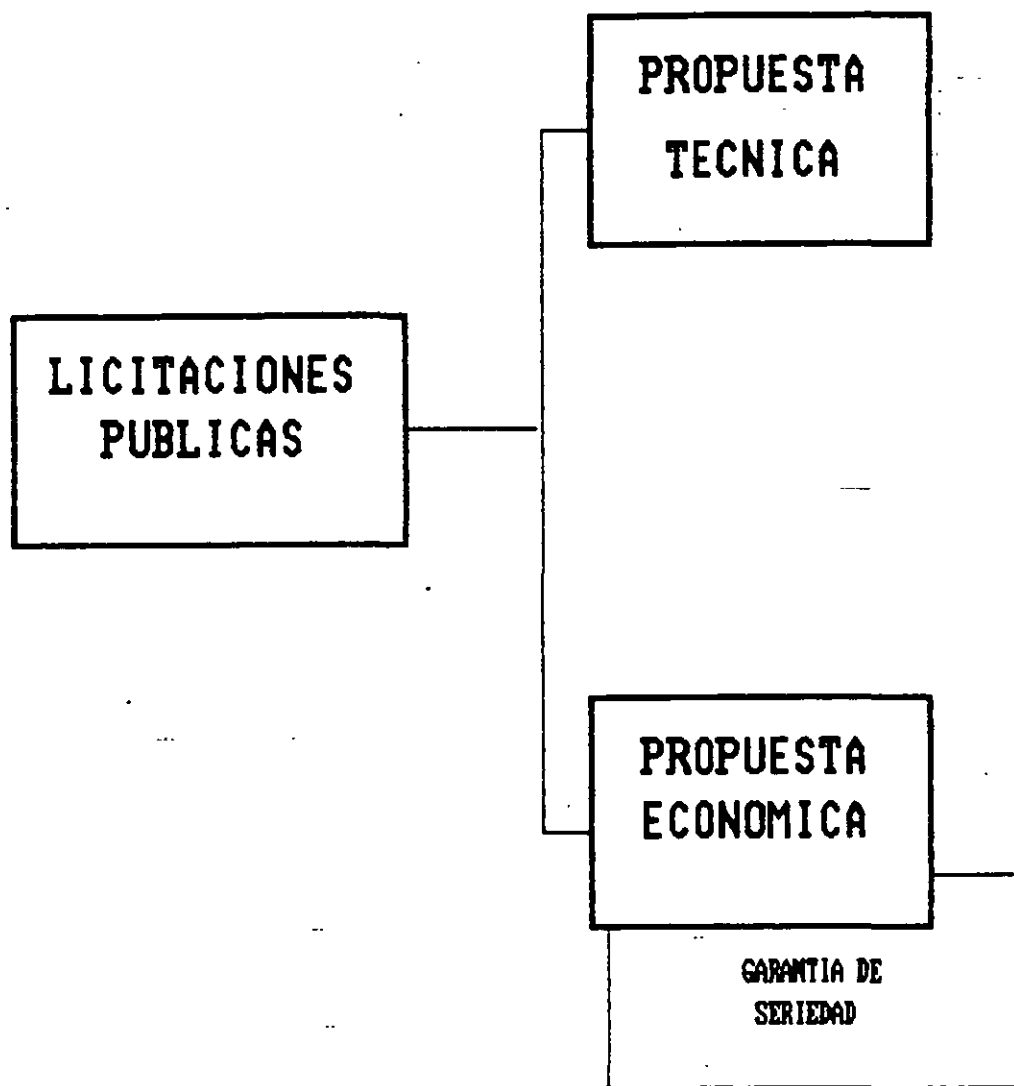 PROPUESTA
TECNICA
LICITACIONES
PUBLICAS
PROPUESTA
ECONOMICA
GARANTIA DE
SERIEDAD